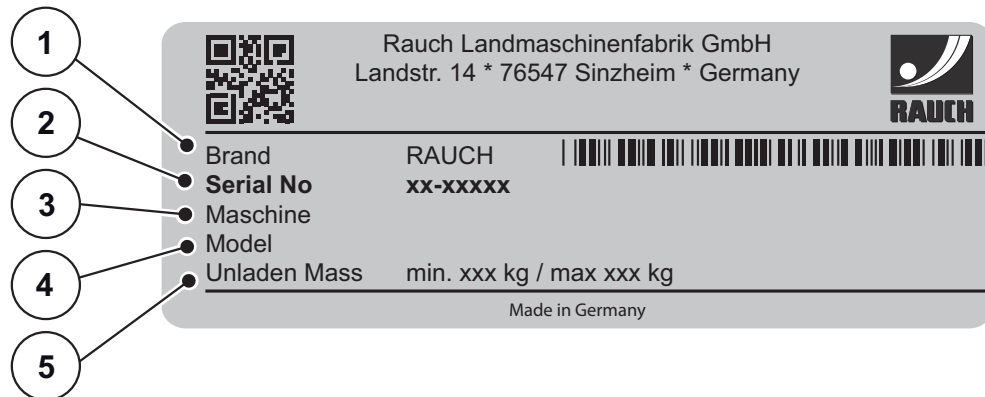 1
2
3
4
5
Rauch Landmaschinenfabrik GmbH
Landstr. 14 * 76547 Sinzheim * Germany
RAUCH
Brand RAUCH
Serial No xx-xxxxx
Maschine
Model
Unladen Mass min. xxx kg / max xxx kg
Made in Germany